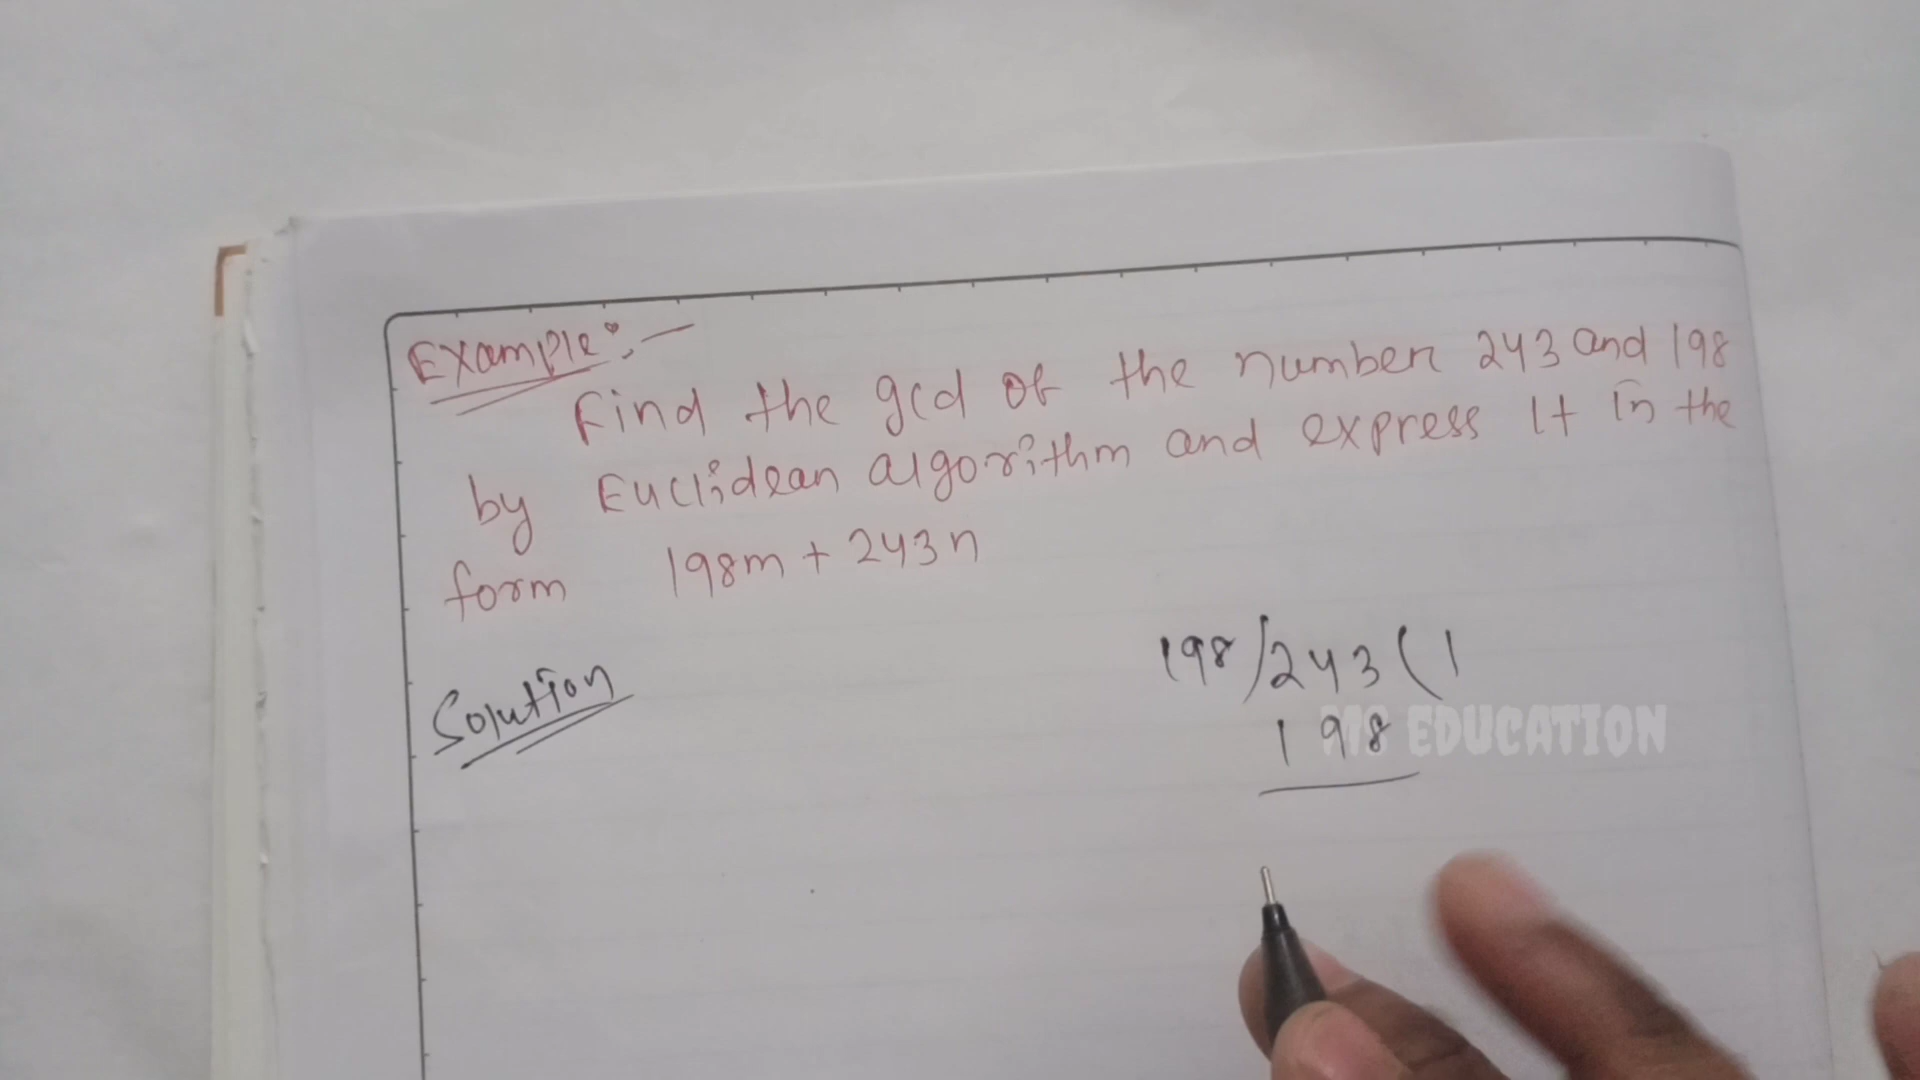 Example:-
Find the gcd of the number 243 and 198
by Euclidean algorithm and express it in the
form 198m + 243n
Solution
198)243(1
198
MS EDUCATION